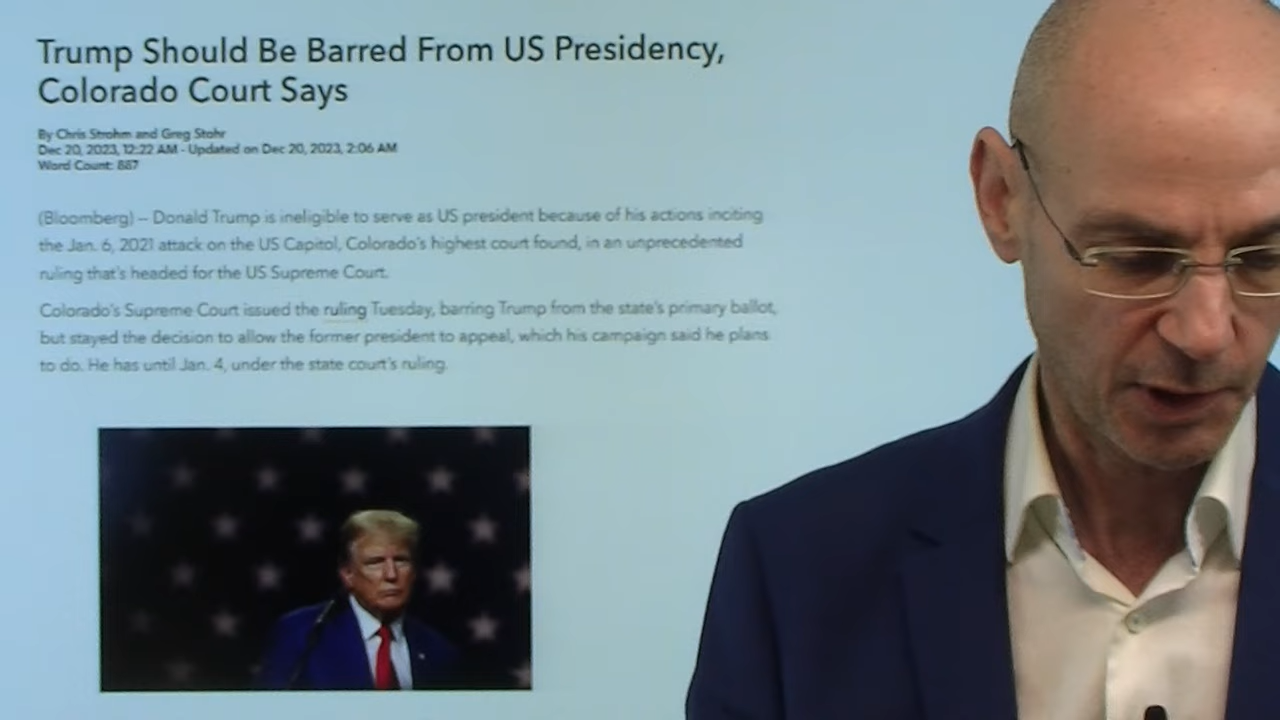 Trump Should Be Barred From US Presidency,
Colorado Court Says
By Chris Strohm and Greg Stohr
Dec 20, 2023, 12:22 AM - Updated on Dec 20, 2023, 2:06 AM
Word Count: 887
(Bloomberg) – Donald Trump is ineligible to serve as US president because of his actions inciting
the Jan. 6, 2021 attack on the US Capitol, Colorado's highest court found, in an unprecedented
ruling that's headed for the US Supreme Court.
Colorado's Supreme Court issued the ruling Tuesday, barring Trump from the state's primary ballot,
but stayed the decision to allow the former president to appeal, which his campaign said he plans
to do. He has until Jan. 4, under the state court's ruling.